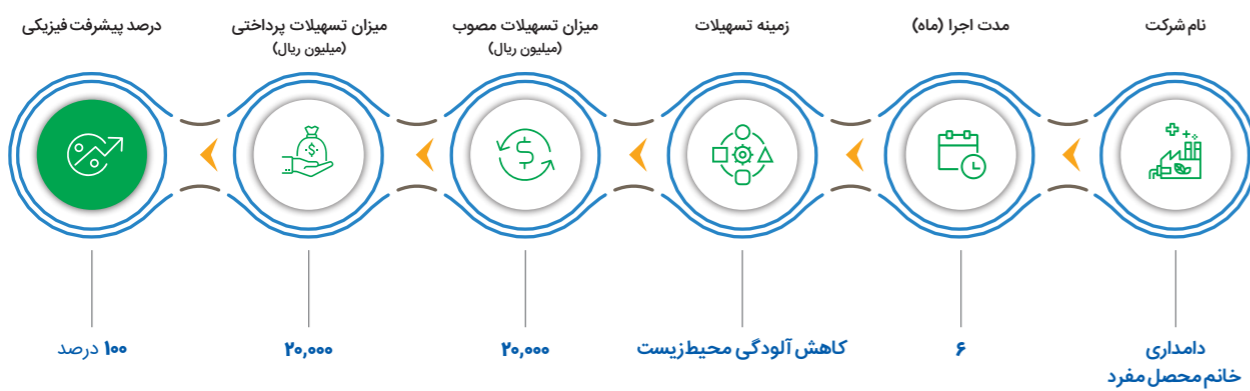 نام شرکت
مدت اجرا (ماه)
زمینه تسهیلات
میزان تسهیلات مصوب
(میلیون ریال)
میزان تسهیلات پرداختی
(میلیون ریال)
درصد پیشرفت فیزیکی
دامداری
خانم محصل مفرد
۶
کاهش آلودگی محیط‌زیست
۲۰,۰۰۰
۲۰,۰۰۰
۱۰۰ درصد